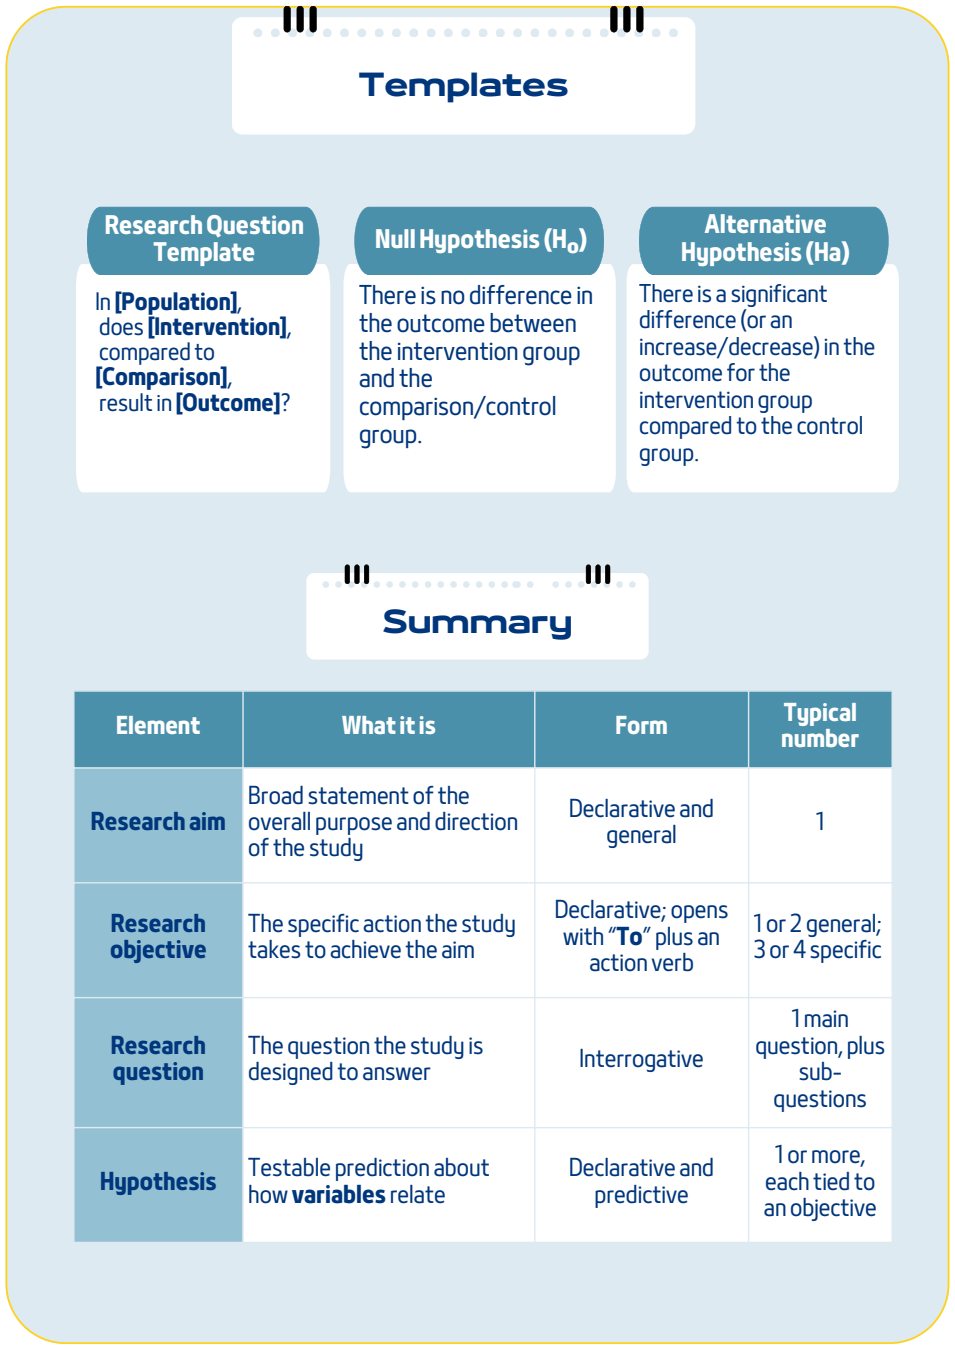 Templates
Research Question
Template
In [Population],
does [Intervention],
compared to
[Comparison],
result in [Outcome]?
Null Hypothesis (H₀)
There is no difference in
the outcome between
the intervention group
and the
comparison/control
group.
Alternative
Hypothesis (Ha)
There is a significant
difference (or an
increase/decrease) in the
outcome for the
intervention group
compared to the control
group.
Summary
Element
What it is
Form
Typical
number
Research aim
Broad statement of the
overall purpose and direction
of the study
Declarative and
general
1
Research
objective
The specific action the study
takes to achieve the aim
Declarative; opens
with “To” plus an
action verb
1 or 2 general;
3 or 4 specific
Research
question
The question the study is
designed to answer
Interrogative
1 main
question, plus
sub-
questions
Hypothesis
Testable prediction about
how variables relate
Declarative and
predictive
1 or more,
each tied to
an objective